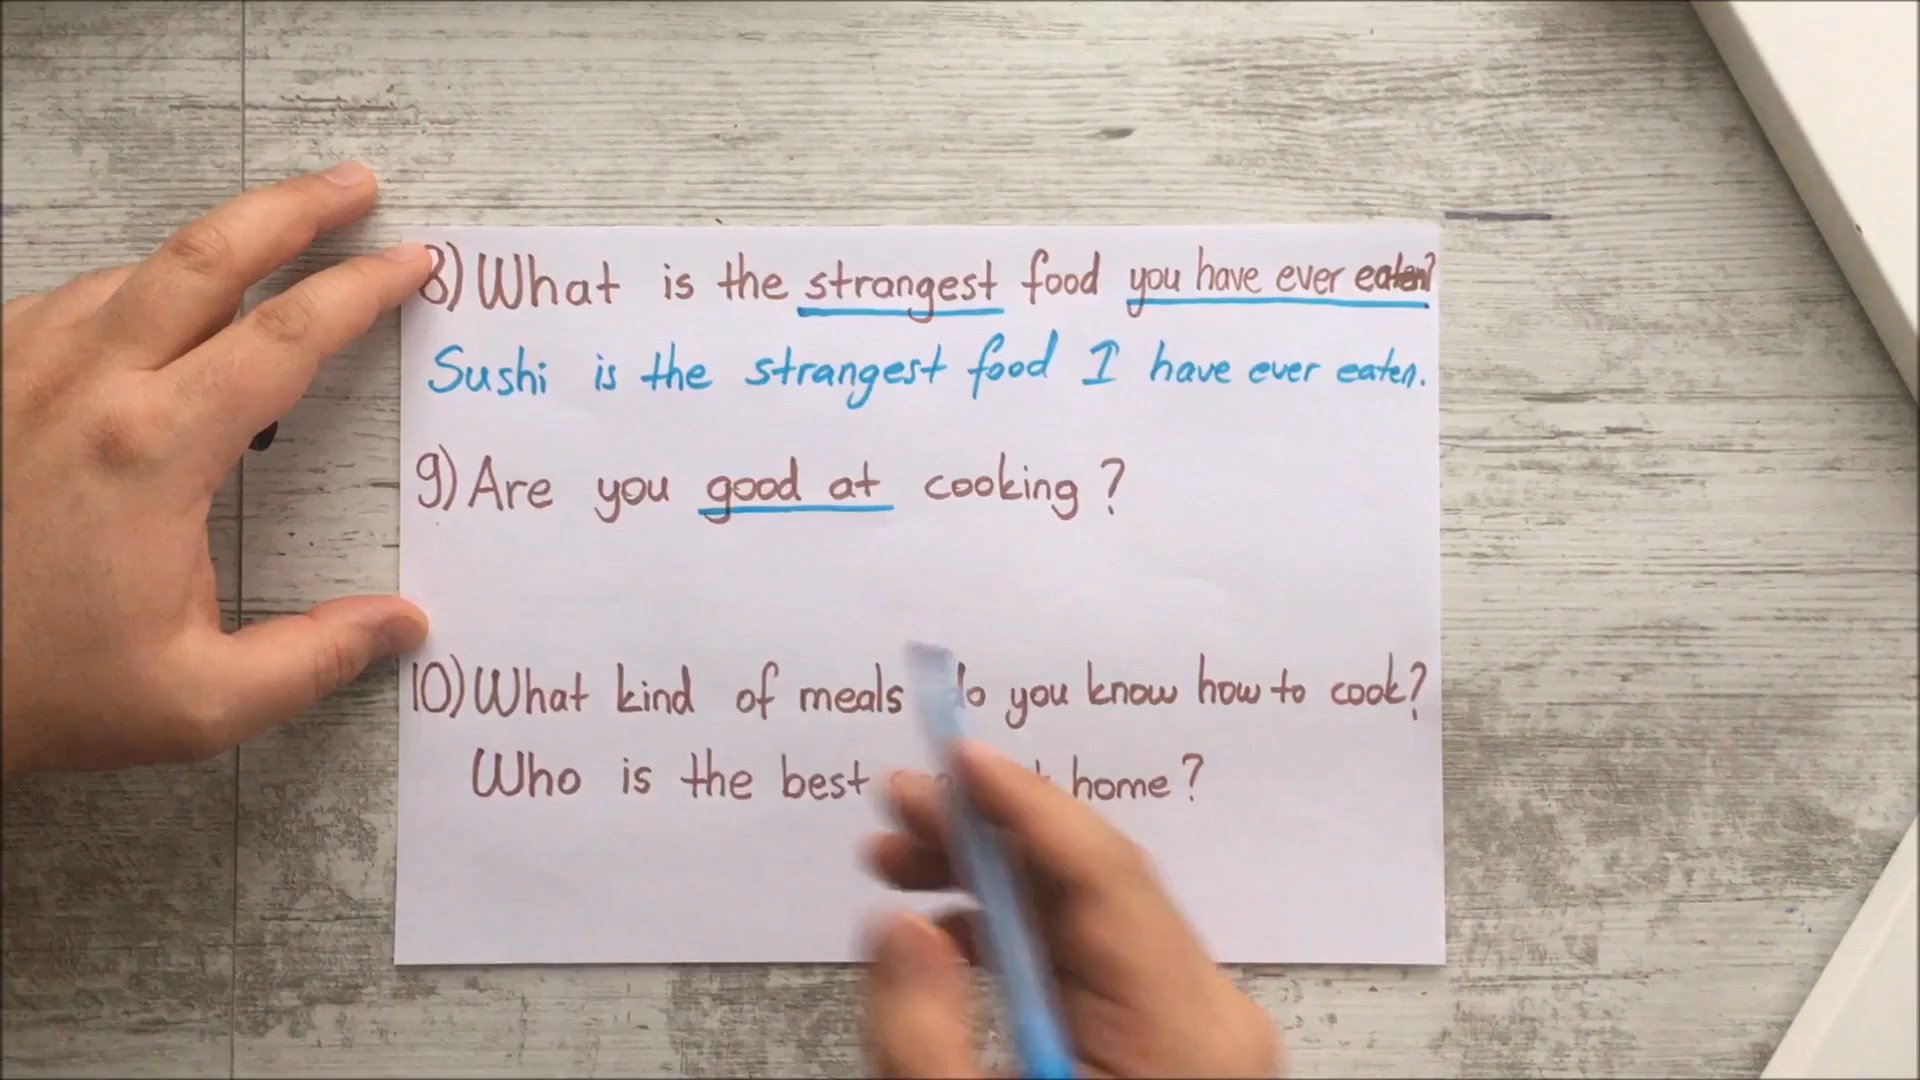 8) What is the strangest food you have ever eaten?
Sushi is the strangest food I have ever eaten.
9) Are you good at cooking?
10) What kind of meals do you know how to cook?
Who is the best home?